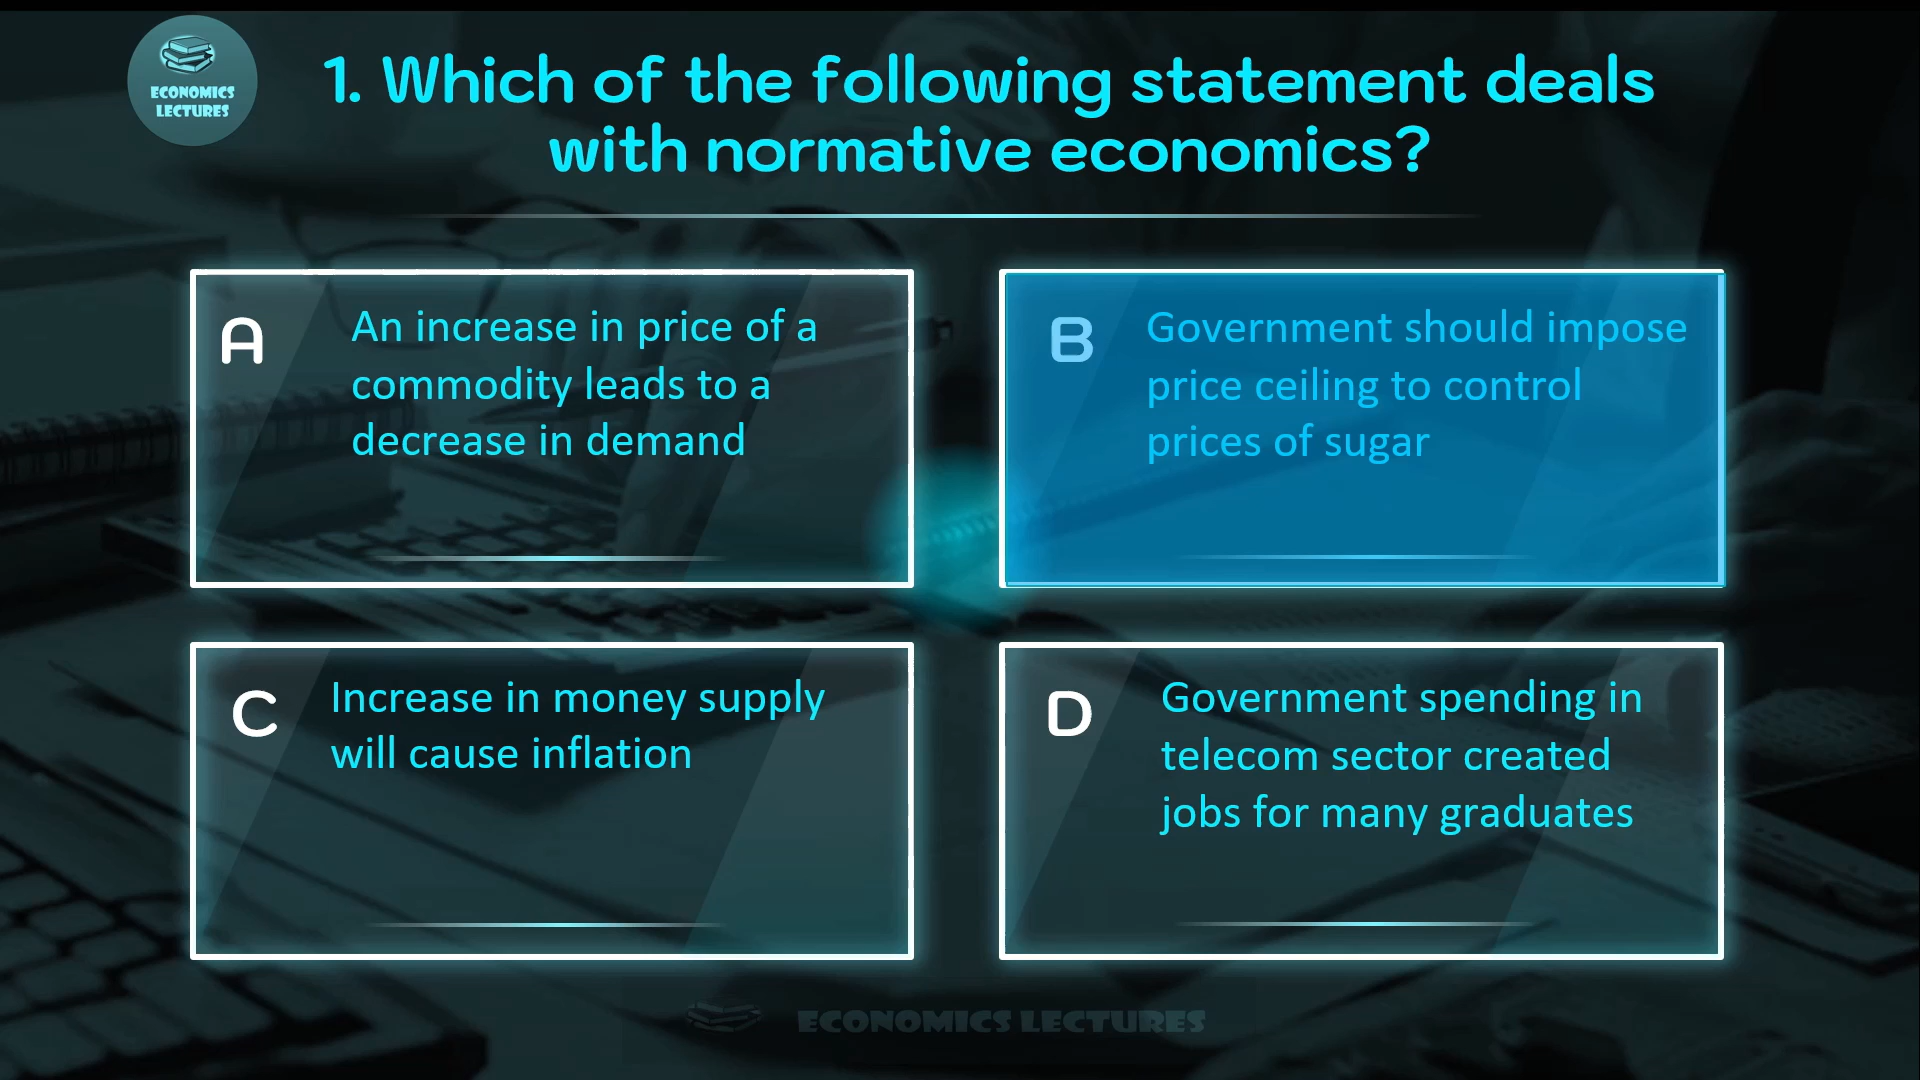 ECONOMICS
LECTURES
1. Which of the following statement deals
with normative economics?
A
An increase in price of a
commodity leads to a
decrease in demand
B
Government should impose
price ceiling to control
prices of sugar
C
Increase in money supply
will cause inflation
D
Government spending in
telecom sector created
jobs for many graduates
ECONOMICS LECTURES